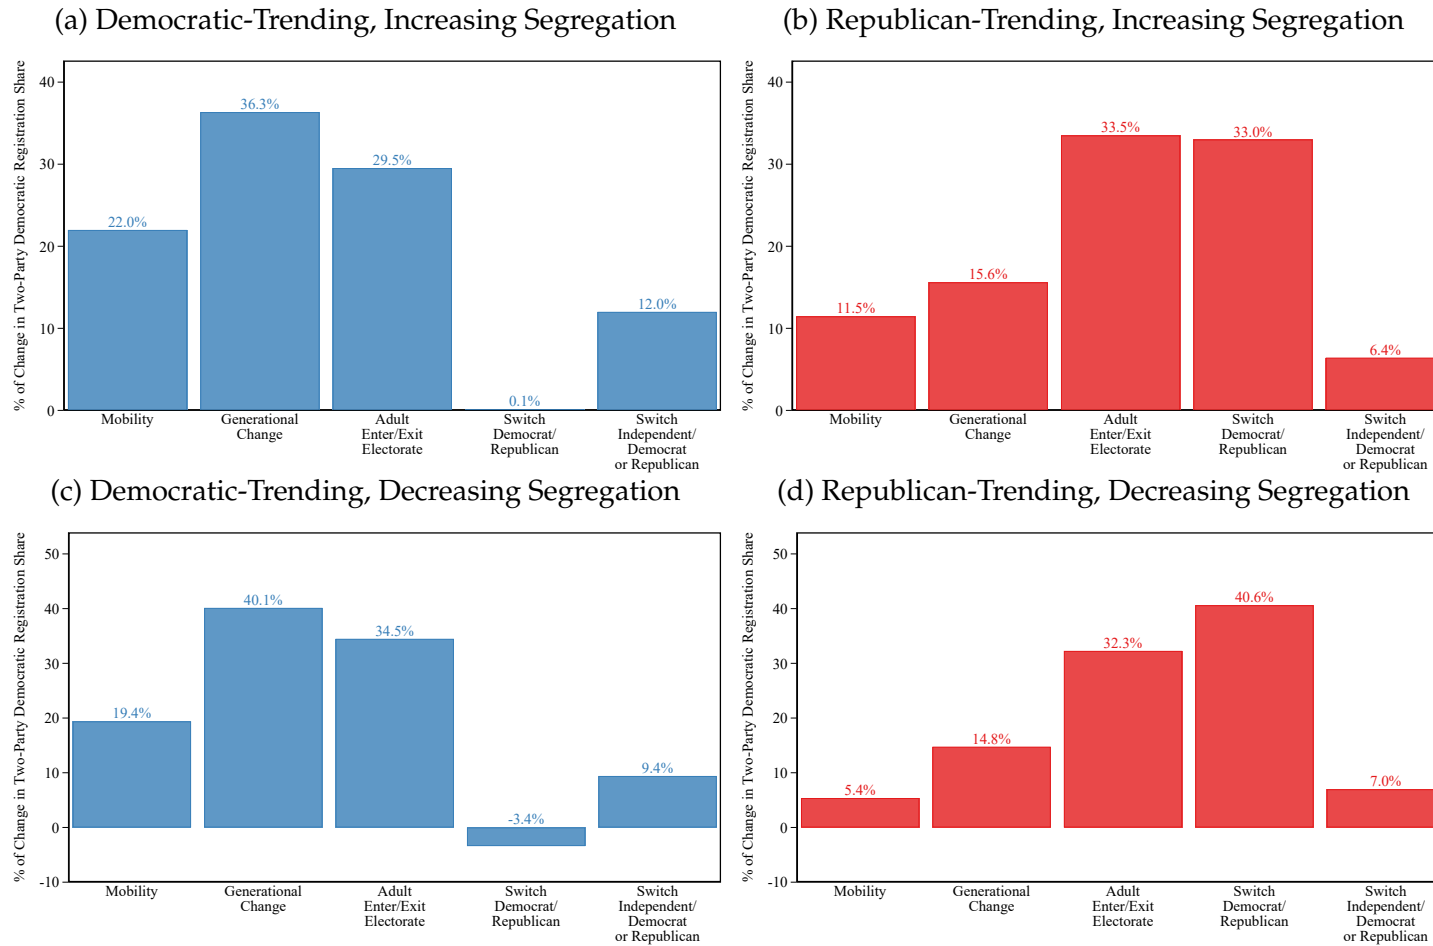 (a) Democratic-Trending, Increasing Segregation
% of Change in Two-Party Democratic Registration Share
40
30
20
10
0
22.0%
36.3%
29.5%
0.1%
12.0%
Mobility
Generational
Change
Adult
Enter/Exit
Electorate
Switch
Democrat/
Republican
Switch
Independent/
Democrat
or Republican
(b) Republican-Trending, Increasing Segregation
% of Change in Two-Party Democratic Registration Share
40
30
20
10
0
11.5%
15.6%
33.5%
33.0%
6.4%
Mobility
Generational
Change
Adult
Enter/Exit
Electorate
Switch
Democrat/
Republican
Switch
Independent/
Democrat
or Republican
(c) Democratic-Trending, Decreasing Segregation
% of Change in Two-Party Democratic Registration Share
50
40
30
20
10
0
-10
19.4%
40.1%
34.5%
-3.4%
9.4%
Mobility
Generational
Change
Adult
Enter/Exit
Electorate
Switch
Democrat/
Republican
Switch
Independent/
Democrat
or Republican
(d) Republican-Trending, Decreasing Segregation
% of Change in Two-Party Democratic Registration Share
50
40
30
20
10
0
-10
5.4%
14.8%
32.3%
40.6%
7.0%
Mobility
Generational
Change
Adult
Enter/Exit
Electorate
Switch
Democrat/
Republican
Switch
Independent/
Democrat
or Republican